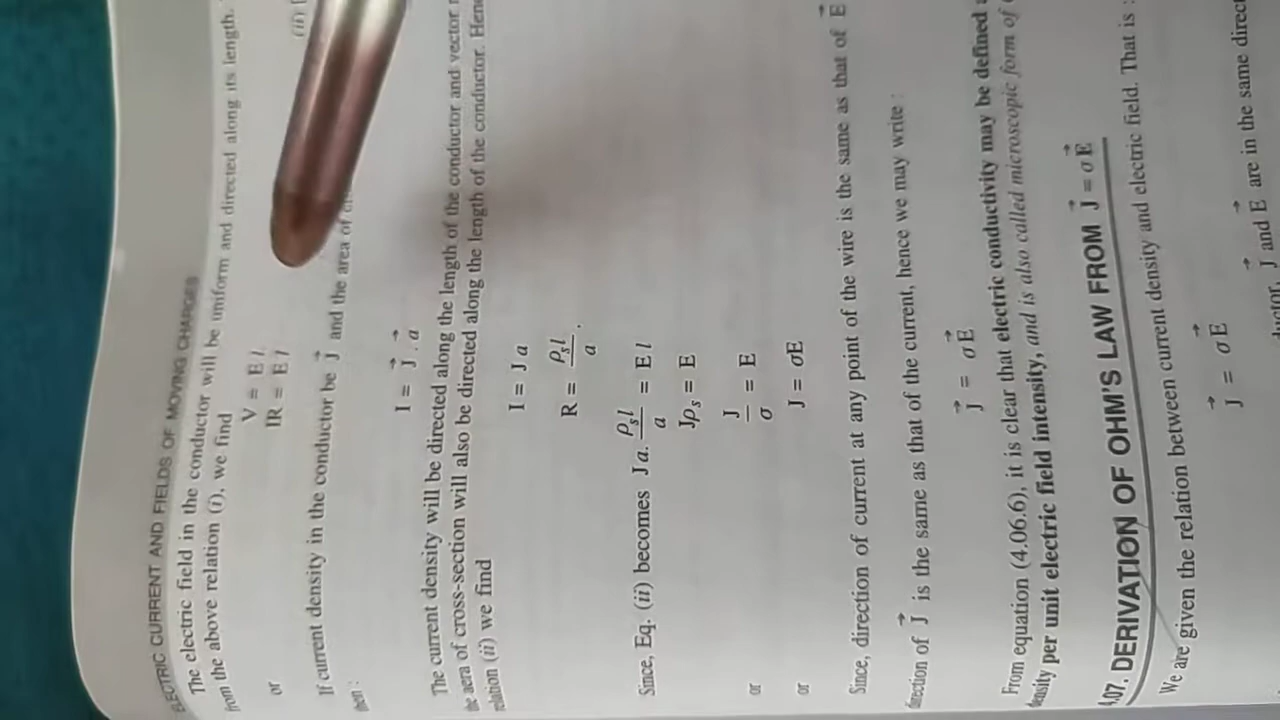 ELECTRIC CURRENT AND FIELDS OF MOVING CHARGES
The electric field in the conductor will be uniform and directed along its length.
from the above relation (i), we find
V = E l
or IR = E l (ii)
If current density in the conductor be J⃗ and the area of
then :
I = J⃗ . a⃗
The current density will be directed along the length of the conductor and vector
the aera of cross-section will also be directed along the length of the conductor.
relation (ii) we find
I = J a
R = ρₛl / a .
Since, Eq. (ii) becomes J a. ρₛl / a = E l
Jρₛ = E
or J / σ = E
or J = σE
Since, direction of current at any point of the wire is the same as that of E⃗
direction of J⃗ is the same as that of the current, hence we may write :
J⃗ = σE⃗
From equation (4.06.6), it is clear that electric conductivity may be defined
density per unit electric field intensity, and is also called microscopic form of
4.07. DERIVATION OF OHM'S LAW FROM J⃗ = σE⃗
We are given the relation between current density and electric field. That is :
J⃗ = σE⃗
J⃗ and E⃗ are in the same